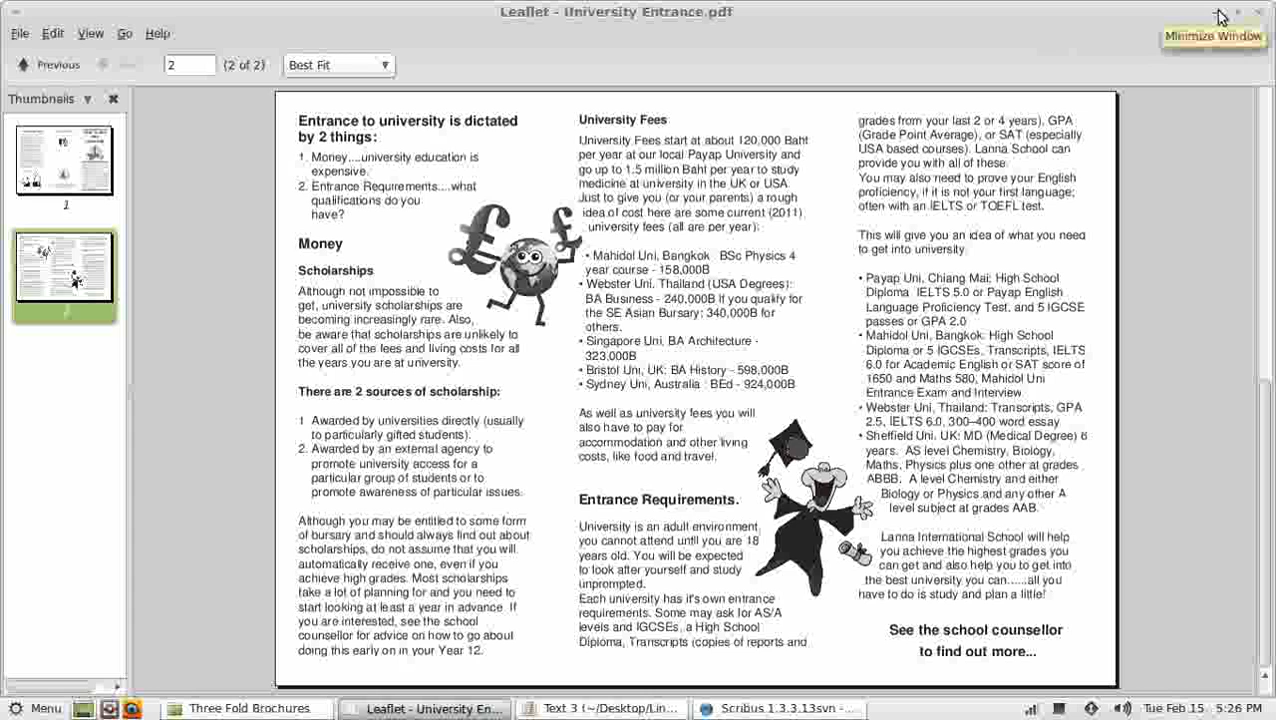 Leaflet - University Entrance.pdf
File Edit View Go Help
Minimize Window
Previous 2 (2 of 2) Best Fit
Thumbnails
1
2
Entrance to university is dictated
by 2 things:
1. Money....university education is
expensive.
2. Entrance Requirements....what
qualifications do you
have?
Money
Scholarships
Although not impossible to
get, university scholarships are
becoming increasingly rare. Also,
be aware that scholarships are unlikely to
cover all of the fees and living costs for all
the years you are at university.
There are 2 sources of scholarship:
1 Awarded by universities directly (usually
to particularly gifted students).
2. Awarded by an external agency to
promote university access for a
particular group of students or to
promote awareness of particular issues.
Although you may be entitled to some form
of bursary and should always find out about
scholarships, do not assume that you will
automatically receive one, even if you
achieve high grades. Most scholarships
take a lot of planning for and you need to
start looking at least a year in advance. If
you are interested, see the school
counsellor for advice on how to go about
doing this early on in your Year 12.
University Fees
University Fees start at about 120,000 Baht
per year at our local Payap University and
go up to 1.5 million Baht per year to study
medicine at university in the UK or USA.
Just to give you (or your parents) a rough
idea of cost here are some current (2011)
university fees (all are per year):
• Mahidol Uni, Bangkok BSc Physics 4
year course - 158,000B
• Webster Uni. Thailand (USA Degrees):
BA Business - 240,000B if you qualify for
the SE Asian Bursary; 340,000B for
others.
• Singapore Uni, BA Architecture -
323,000B
• Bristol Uni, UK: BA History - 598,000B
• Sydney Uni, Australia : BEd - 924,000B
As well as university fees you will
also have to pay for
accommodation and other living
costs, like food and travel.
Entrance Requirements.
University is an adult environment,
you cannot attend until you are 18
years old. You will be expected
to look after yourself and study
unprompted.
Each university has it's own entrance
requirements. Some may ask for AS/A
levels and IGCSEs, a High School
Diploma, Transcripts (copies of reports and
grades from your last 2 or 4 years), GPA
(Grade Point Average), or SAT (especially
USA based courses). Lanna School can
provide you with all of these.
You may also need to prove your English
proficiency, if it is not your first language;
often with an IELTS or TOEFL test.
This will give you an idea of what you need
to get into university.
• Payap Uni, Chiang Mai: High School
Diploma IELTS 5.0 or Payap English
Language Proficiency Test, and 5 IGCSE
passes or GPA 2.0
• Mahidol Uni, Bangkok: High School
Diploma or 5 IGCSEs, Transcripts, IELTS
6.0 for Academic English or SAT score of
1650 and Maths 580, Mahidol Uni
Entrance Exam and Interview.
• Webster Uni, Thailand: Transcripts, GPA
2.5, IELTS 6.0, 300–400 word essay.
• Sheffield Uni. UK: MD (Medical Degree) 6
years. AS level Chemistry, Biology,
Maths, Physics plus one other at grades
ABBB. A level Chemistry and either
Biology or Physics and any other A
level subject at grades AAB.
Lanna International School will help
you achieve the highest grades you
can get and also help you to get into
the best university you can......all you
have to do is study and plan a little!
See the school counsellor
to find out more...
Menu Three Fold Brochures Leaflet - University En... Text 3 (~/Desktop/Lin... Scribus 1.3.3.13svn -... Tue Feb 15, 5:26 PM